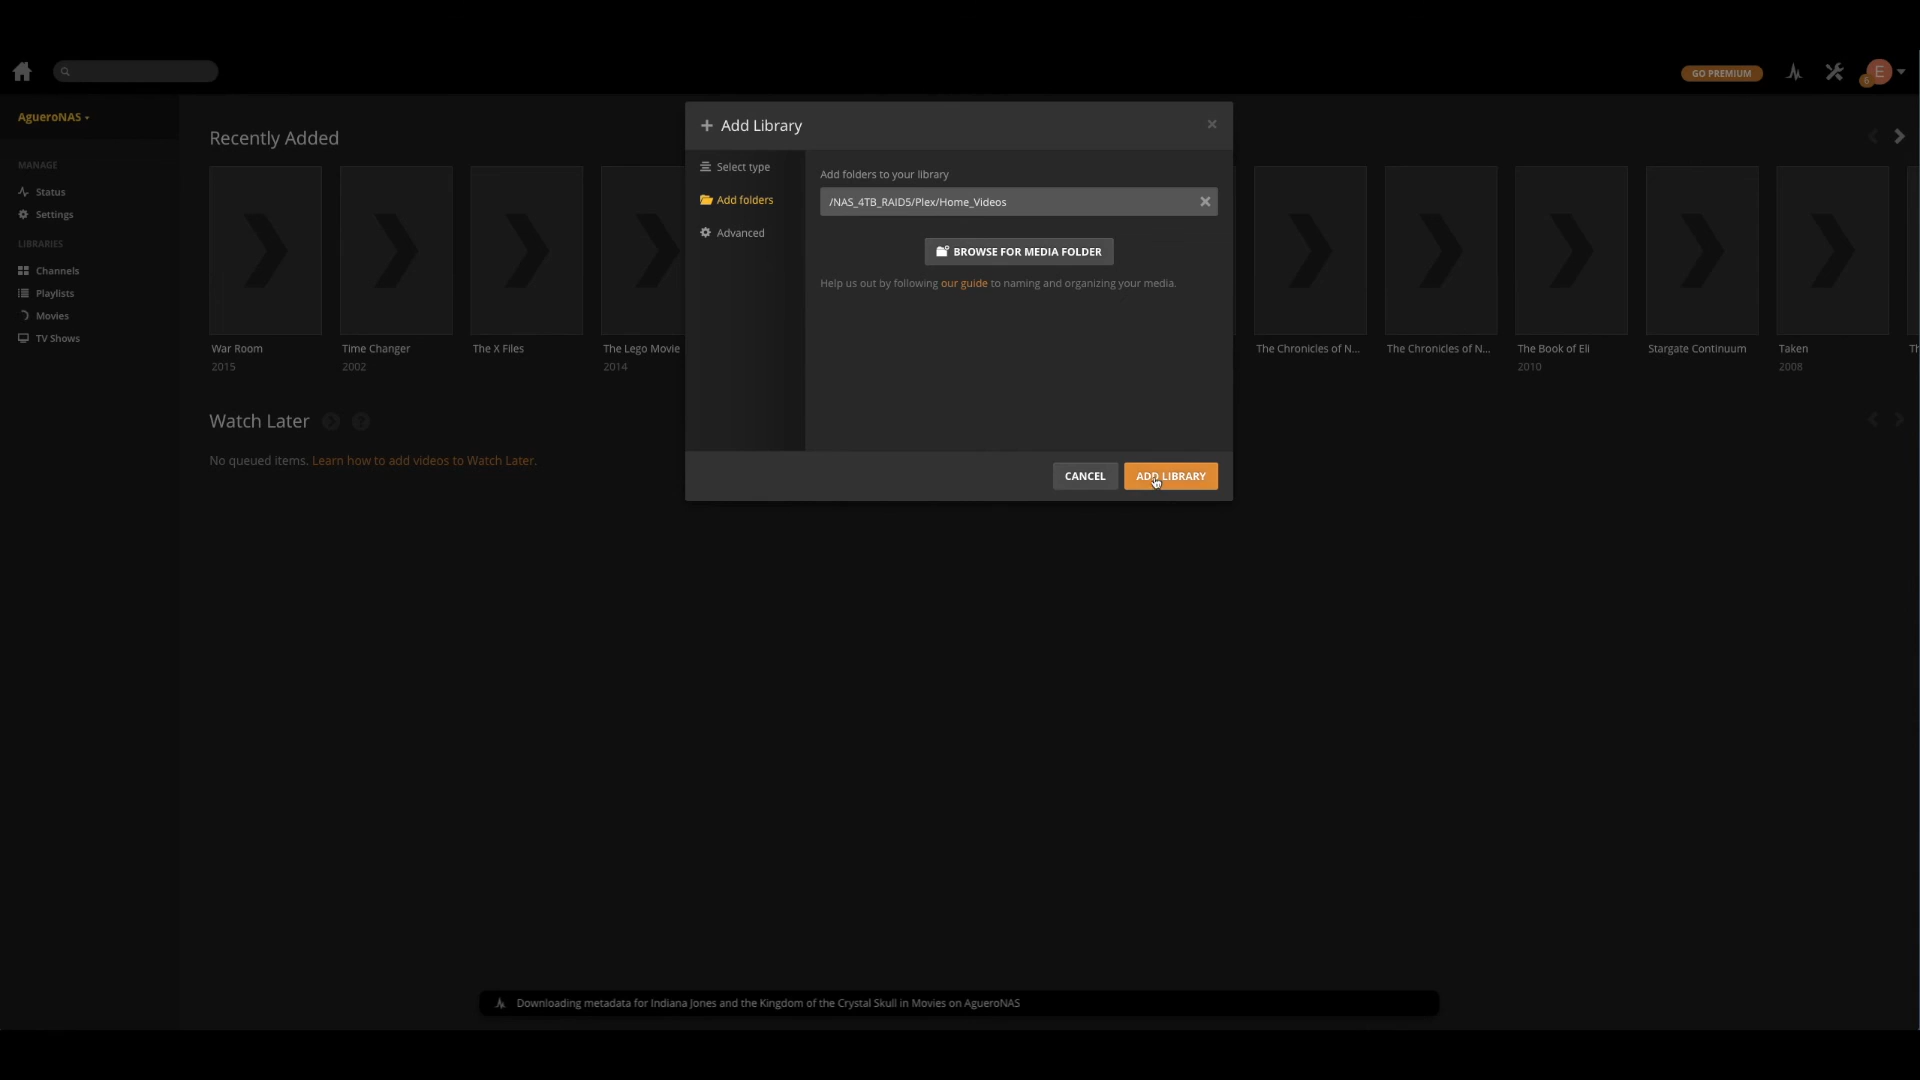 GO PREMIUM
E
6
AgueroNAS
MANAGE
Status
Settings
LIBRARIES
Channels
Playlists
Movies
TV Shows
Recently Added
War Room
2015
Time Changer
2002
The X Files
The Lego Movie
2014
The Chronicles of N...
The Chronicles of N...
The Book of Eli
2010
Stargate Continuum
Taken
2008
Th
Watch Later
No queued items. Learn how to add videos to Watch Later.
+ Add Library
Select type
Add folders
Advanced
Add folders to your library
/NAS_4TB_RAID5/Plex/Home_Videos
BROWSE FOR MEDIA FOLDER
Help us out by following our guide to naming and organizing your media.
CANCEL
ADD LIBRARY
Downloading metadata for Indiana Jones and the Kingdom of the Crystal Skull in Movies on AgueroNAS